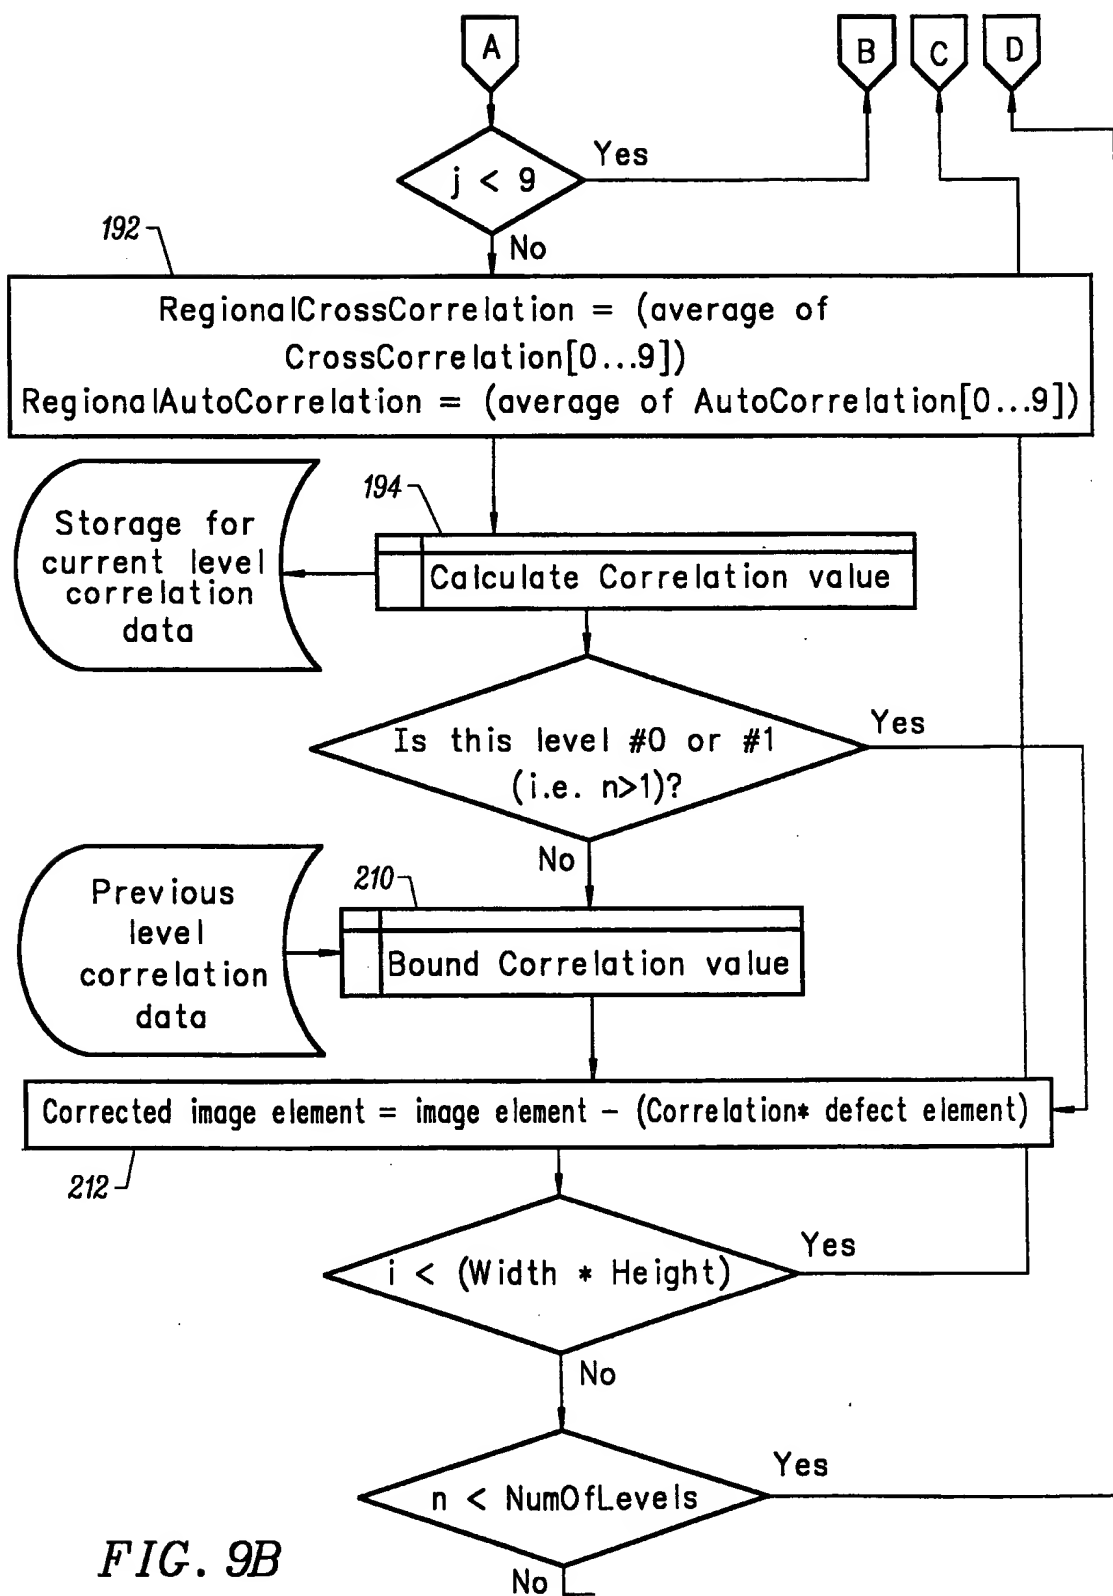 A
B
C
D
j < 9
Yes
No
192
RegionalCrossCorrelation = (average of
CrossCorrelation[0...9])
RegionalAutoCorrelation = (average of AutoCorrelation[0...9])
194
Storage for
current level
correlation
data
Calculate Correlation value
Is this level #0 or #1
(i.e. n>1)?
Yes
No
Previous
level
correlation
data
210
Bound Correlation value
Corrected image element = image element - (Correlation* defect element)
212
i < (Width * Height)
Yes
No
n < NumOfLevels
Yes
No
FIG. 9B